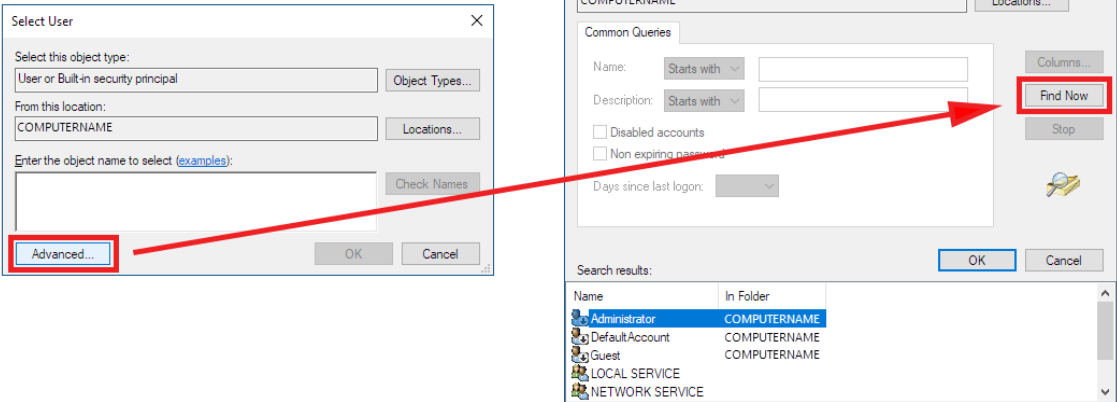 Select User
Select this object type:
User or Built-in security principal
Object Types...
From this location:
COMPUTERNAME
Locations...
Enter the object name to select (examples):
Check Names
Advanced...
OK
Cancel
COMPUTERNAME
Locations...
Common Queries
Name:
Starts with
Columns...
Description:
Starts with
Find Now
Disabled accounts
Stop
Non expiring password
Days since last logon:
OK
Cancel
Search results:
Name In Folder
Administrator COMPUTERNAME
DefaultAccount COMPUTERNAME
Guest COMPUTERNAME
LOCAL SERVICE
NETWORK SERVICE